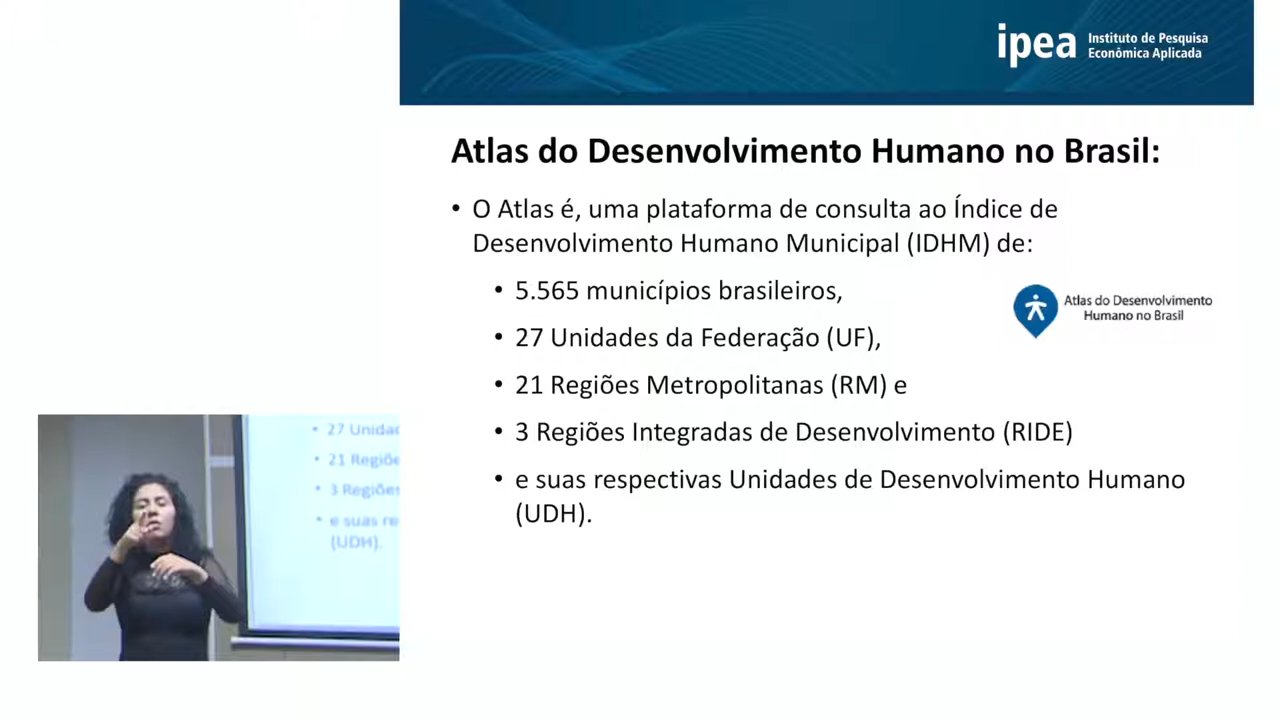 ipea Instituto de Pesquisa
Econômica Aplicada
Atlas do Desenvolvimento Humano no Brasil:
• O Atlas é, uma plataforma de consulta ao Índice de
Desenvolvimento Humano Municipal (IDHM) de:
• 5.565 municípios brasileiros,
• 27 Unidades da Federação (UF),
• 21 Regiões Metropolitanas (RM) e
• 3 Regiões Integradas de Desenvolvimento (RIDE)
• e suas respectivas Unidades de Desenvolvimento Humano
(UDH).
Atlas do Desenvolvimento
Humano no Brasil
• 27 Unidad
• 21 Regiõe
• 3 Regiões
• e suas re
(UDH).